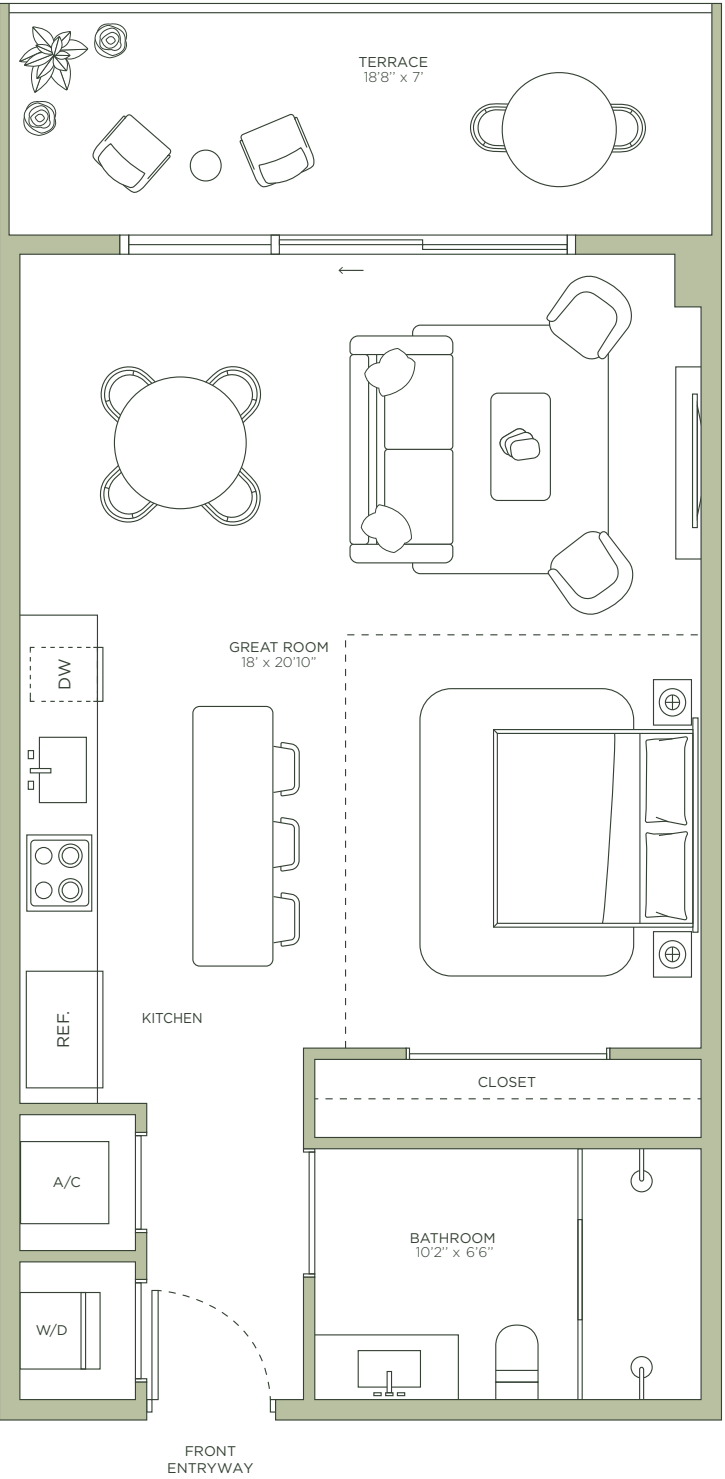 TERRACE
18'8'' x 7'
GREAT ROOM
18' x 20'10"
DW
REF.
KITCHEN
CLOSET
A/C
BATHROOM
10'2'' x 6'6''
W/D
FRONT
ENTRYWAY